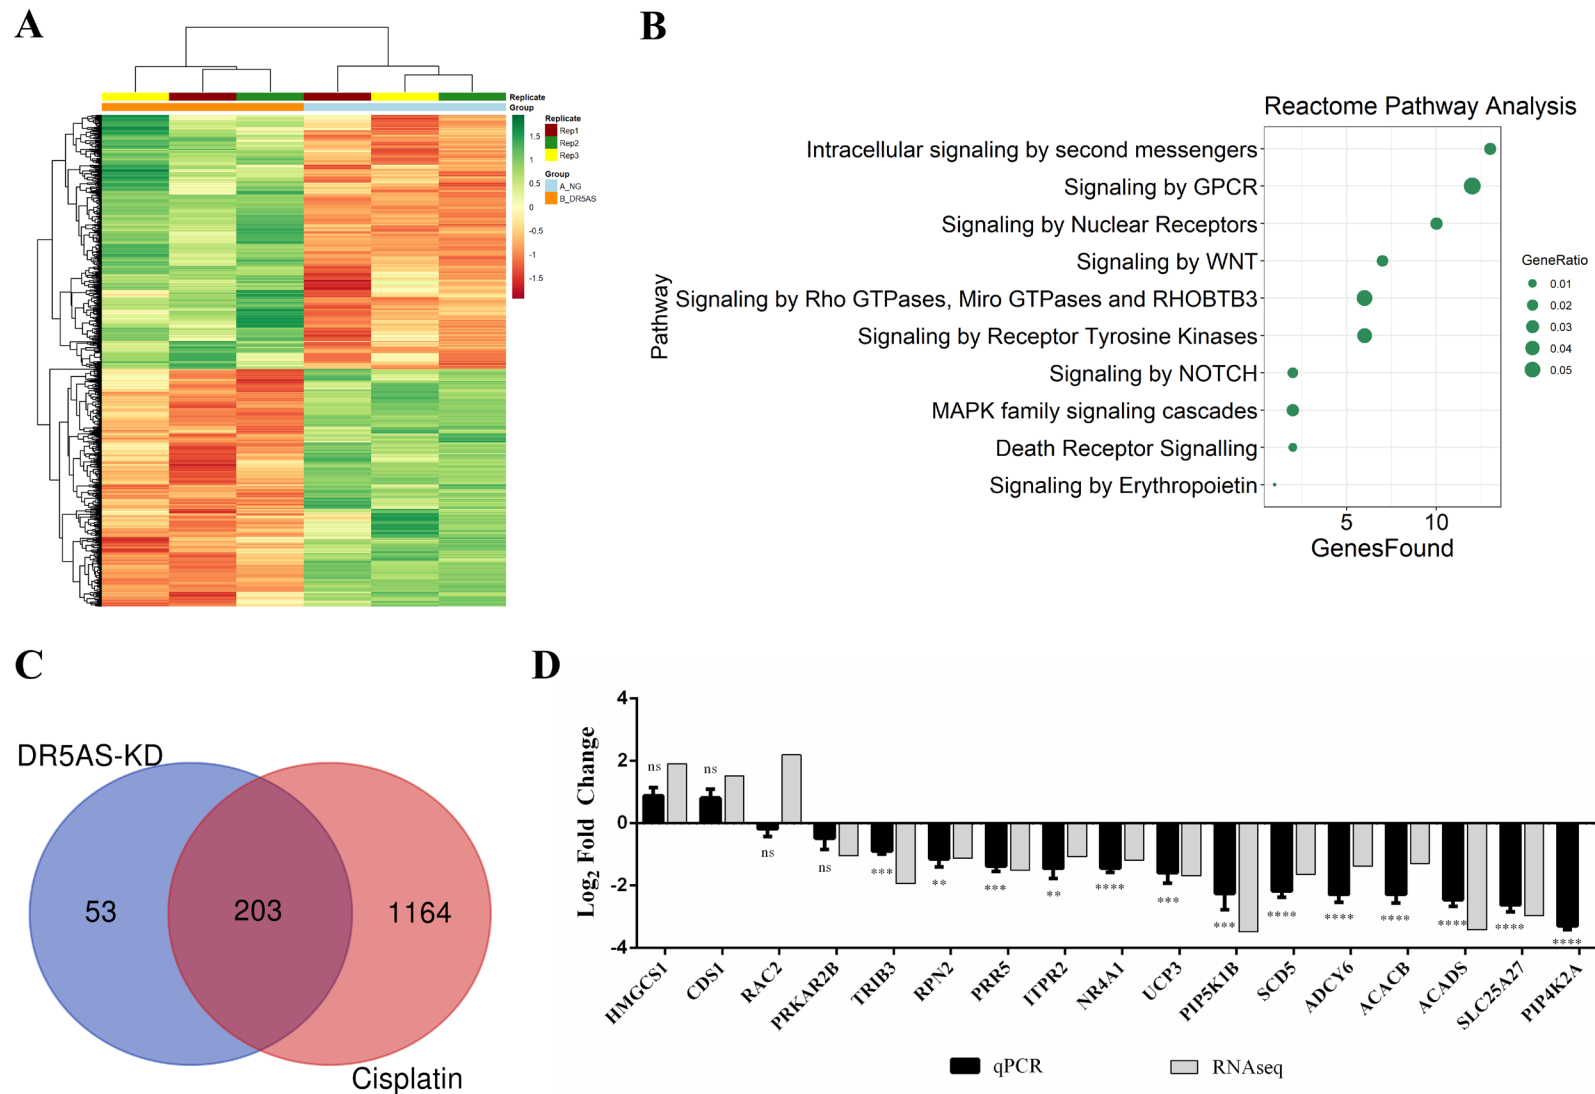 A
Replicate
Group
Replicate
Rep1
Rep2
Rep3
Group
A_NG
B_DR5AS
1.5
1
0.5
0
-0.5
-1
-1.5
B
Reactome Pathway Analysis
Pathway
Intracellular signaling by second messengers
Signaling by GPCR
Signaling by Nuclear Receptors
Signaling by WNT
Signaling by Rho GTPases, Miro GTPases and RHOBTB3
Signaling by Receptor Tyrosine Kinases
Signaling by NOTCH
MAPK family signaling cascades
Death Receptor Signalling
Signaling by Erythropoietin
5 10
GenesFound
GeneRatio
0.01
0.02
0.03
0.04
0.05
C
DR5AS-KD
53 203 1164
Cisplatin
D
Log2 Fold Change
4
2
0
-2
-4
ns ns ns ns *** ** *** ** **** *** *** **** **** **** **** **** ****
HMGCS1
CDS1
RAC2
PRKAR2B
TRIB3
RPN2
PRR5
ITPR2
NR4A1
UCP3
PIP5K1B
SCD5
ADCY6
ACACB
ACADS
SLC25A27
PIP4K2A
qPCR RNAseq